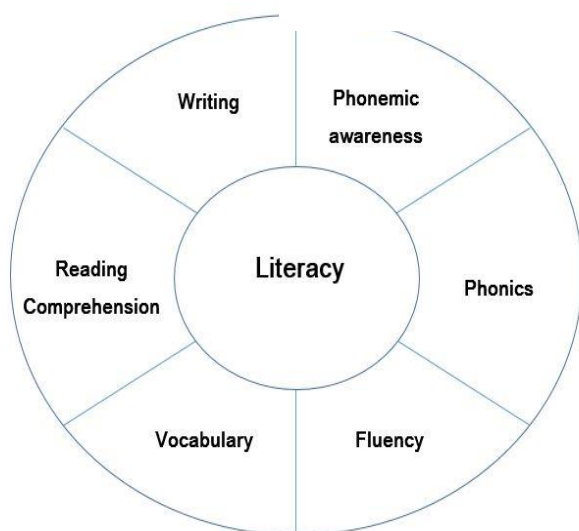 Writing
Phonemic
awareness
Literacy
Reading
Comprehension
Phonics
Vocabulary
Fluency